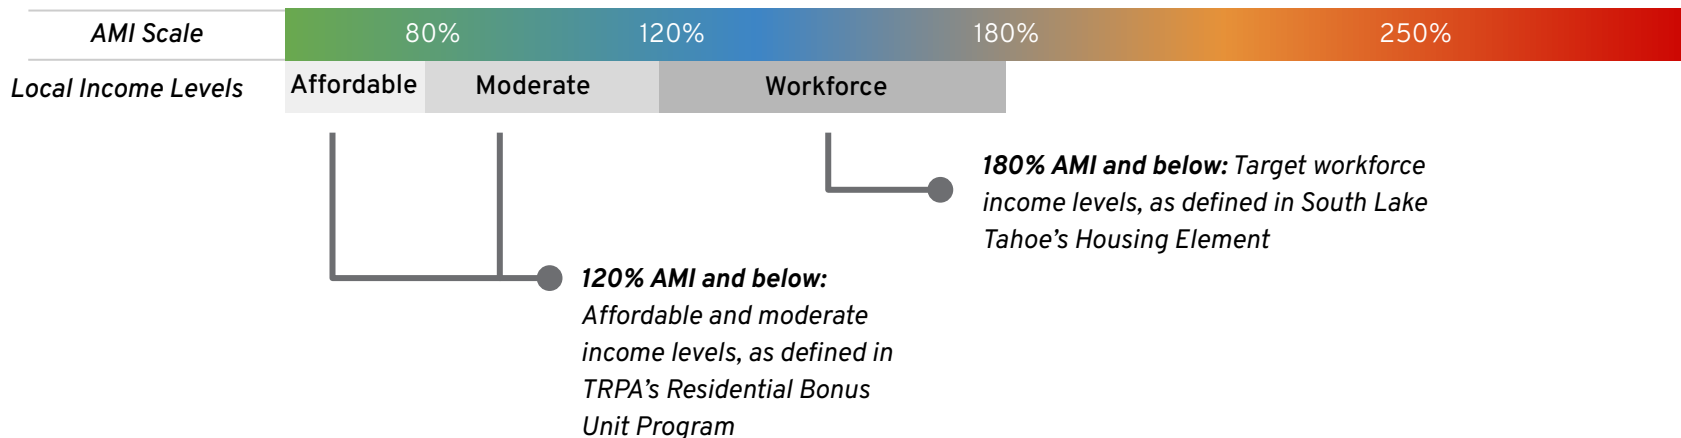 AMI Scale 80% 120% 180% 250%
Local Income Levels Affordable Moderate Workforce
180% AMI and below: Target workforce
income levels, as defined in South Lake
Tahoe’s Housing Element
120% AMI and below:
Affordable and moderate
income levels, as defined in
TRPA’s Residential Bonus
Unit Program